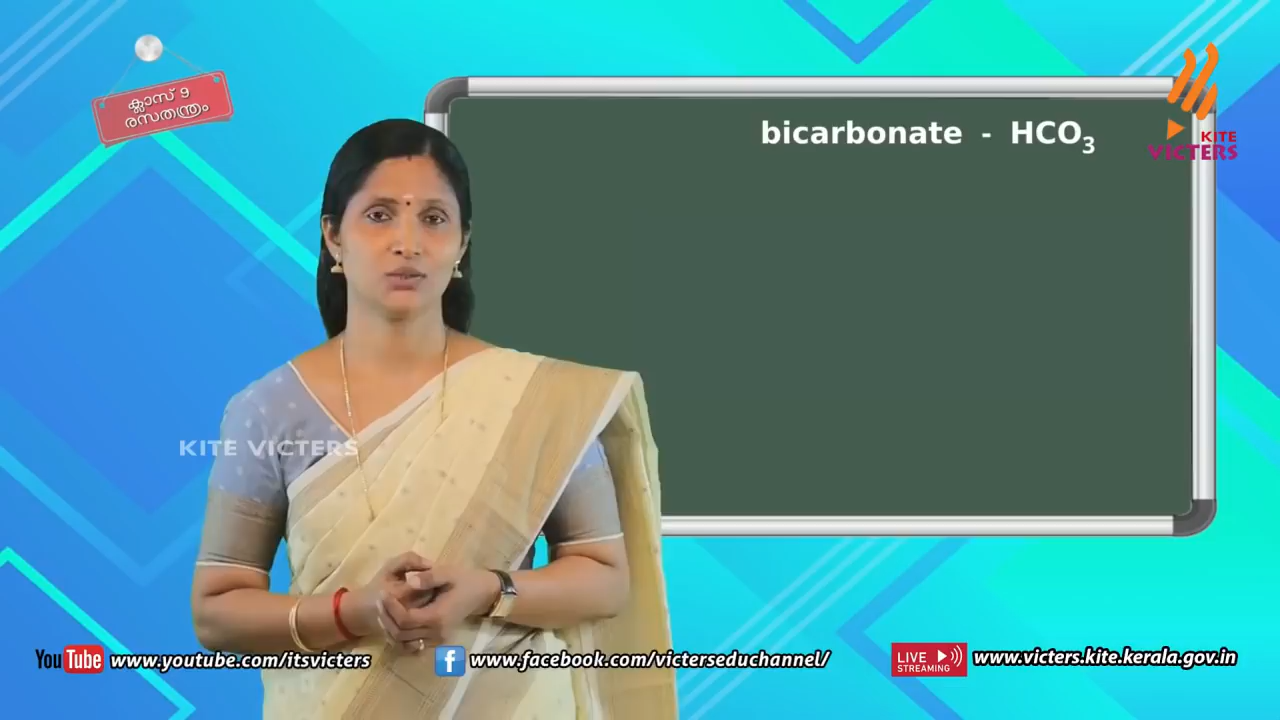 ക്ലാസ് 9
രസതന്ത്രം
bicarbonate - HCO₃
KITE
VICTERS
KITE VICTERS
YouTube www.youtube.com/itsvicters
f www.facebook.com/victerseduchannel/
LIVE STREAMING www.victers.kite.kerala.gov.in